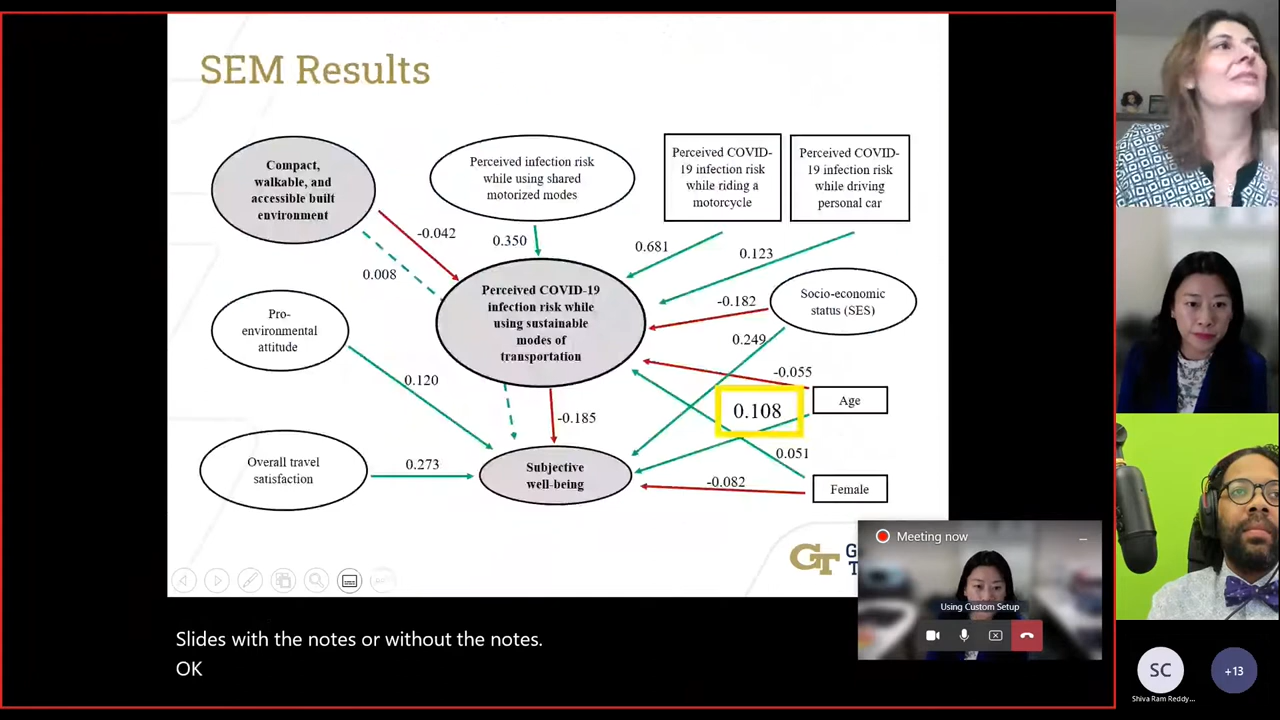 SEM Results
Compact,
walkable, and
accessible built
environment
Perceived infection risk
while using shared
motorized modes
Perceived COVID-
19 infection risk
while riding a
motorcycle
Perceived COVID-
19 infection risk
while driving
personal car
-0.042
0.350
0.681
0.123
0.008
Perceived COVID-19
infection risk while
using sustainable
modes of
transportation
-0.182
Socio-economic
status (SES)
Pro-
environmental
attitude
0.249
-0.055
0.120
0.108
Age
-0.185
0.051
Overall travel
satisfaction
0.273
Subjective
well-being
-0.082
Female
GT
G
T
Meeting now
Using Custom Setup
Slides with the notes or without the notes.
OK
SC
+13
Shiva Ram Reddy...